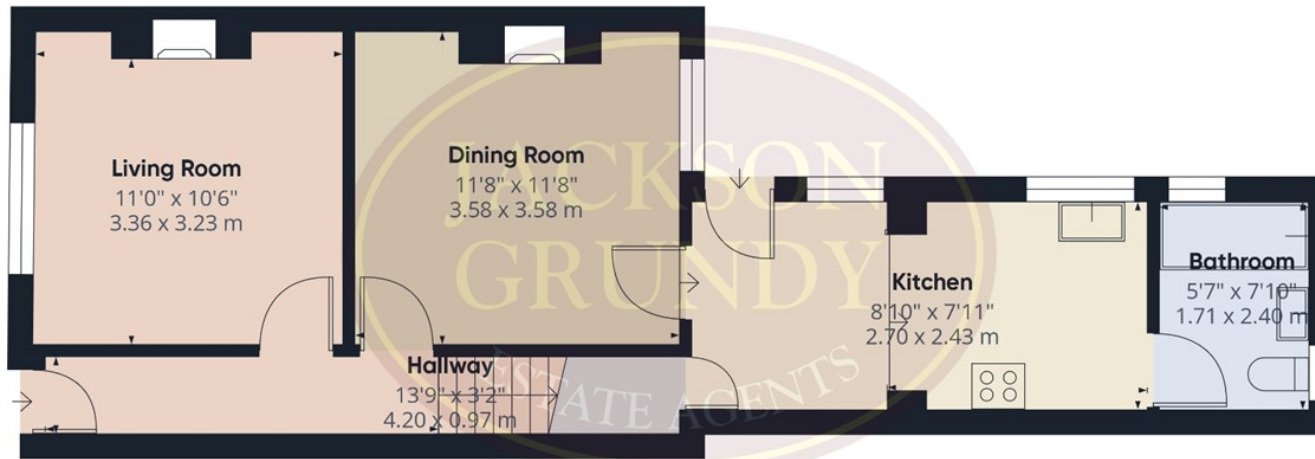 Living Room
11'0" x 10'6"
3.36 x 3.23 m
Dining Room
11'8" x 11'8"
3.58 x 3.58 m
Kitchen
8'10" x 7'11"
2.70 x 2.43 m
Bathroom
5'7" x 7'10"
1.71 x 2.40 m
Hallway
13'9" x 3'2"
4.20 x 0.97 m
JACKSON
GRUNDY
ESTATE AGENTS